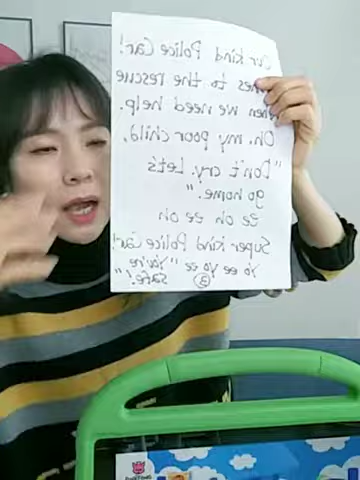 Our kind Police Car!
comes to the rescue
when we need help.
Oh, my poor child,
"Don't cry. Let's
go home."
ee oh ee oh
Super kind Police Car!
Yo ee yo ee "You're
③ safe!"